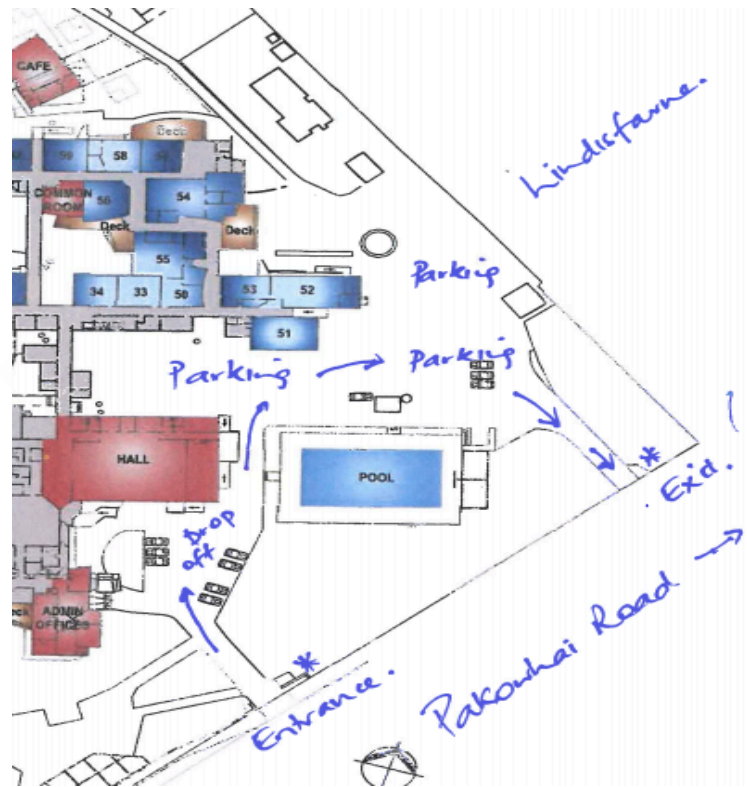 CAFE
Deck
59 58
54
COMMON
ROOM
56
Deck
Deck
55
34 33 50
53 52
51
Lindisfarne.
Parking
Parking
Parking
HALL
POOL
Drop
off
ADMIN
OFFICES
Exit.
Entrance.
Pakowhai Road